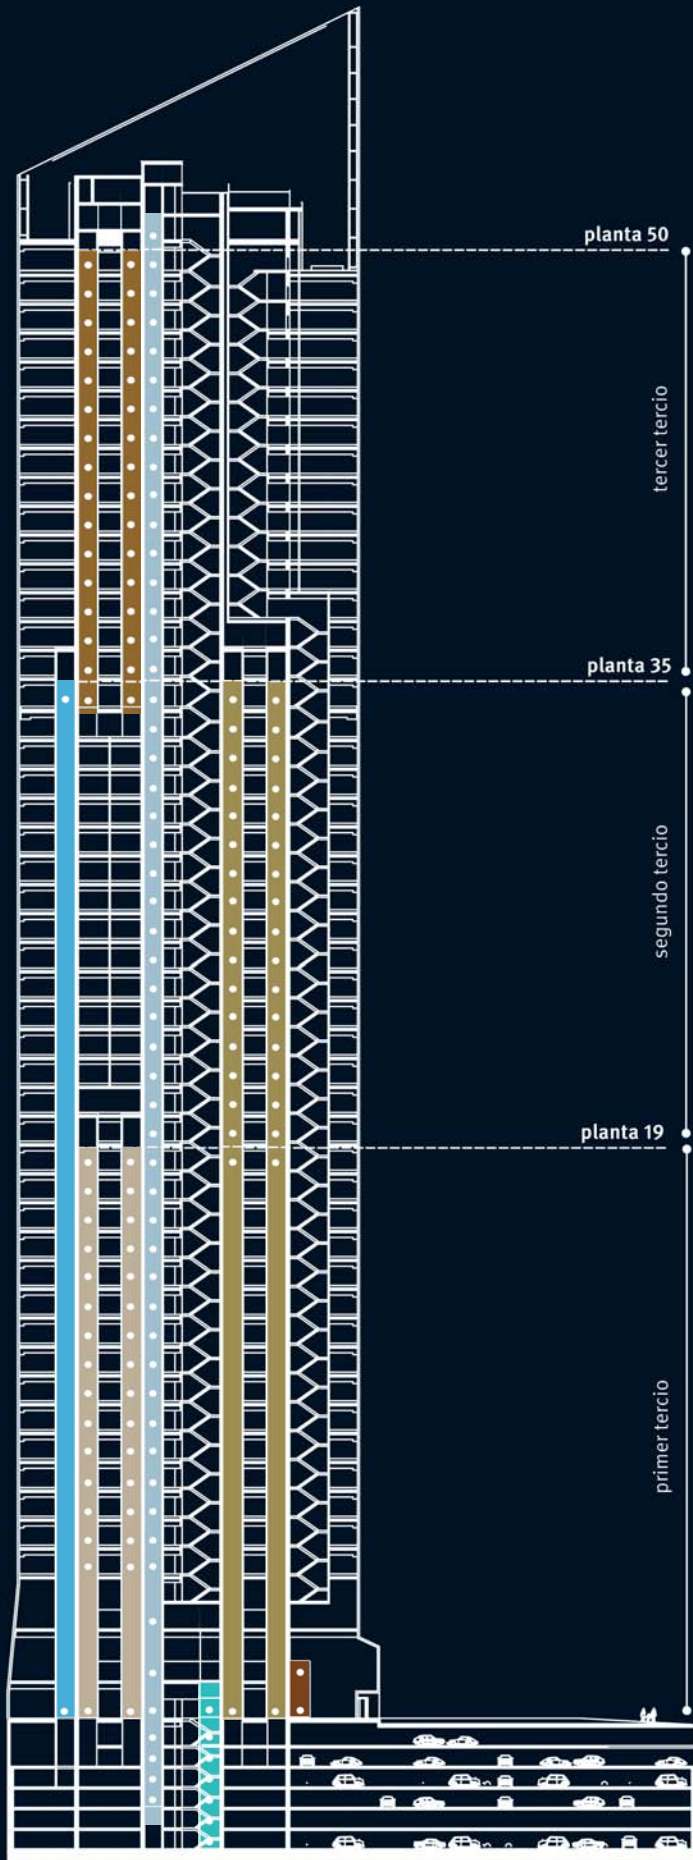 planta 50
tercer tercio
planta 35
segundo tercio
planta 19
primer tercio